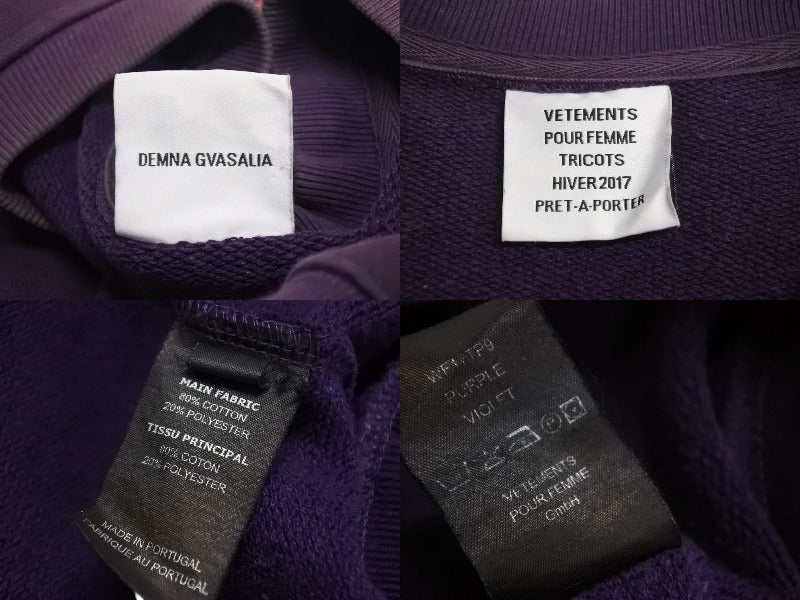 DEMNA GVASALIA
VETEMENTS
POUR FEMME
TRICOTS
HIVER 2017
PRET-A-PORTER
MAIN FABRIC
80% COTTON
20% POLYESTER
TISSU PRINCIPAL
80% COTON
20% POLYESTER
MADE IN PORTUGAL
FABRIQUE AU PORTUGAL
PURPLE
VIOLET
VETEMENTS
POUR FEMME
GmbH